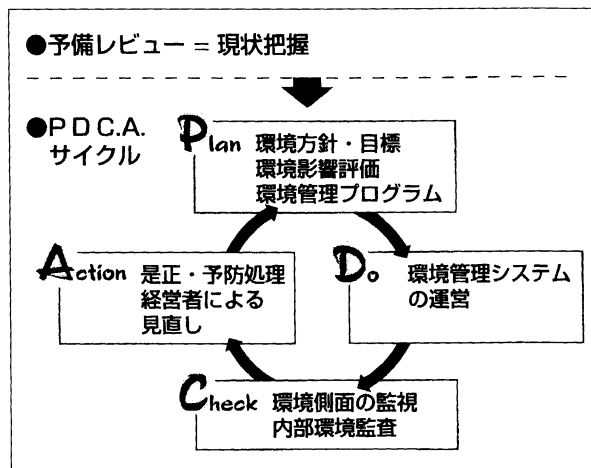 ●予備レビュー = 現状把握
●P D C.A.
サイクル
Plan 環境方針・目標
環境影響評価
環境管理プログラム
Action 是正・予防処理
経営者による
見直し
Do 環境管理システム
の運営
Check 環境側面の監視
内部環境監査